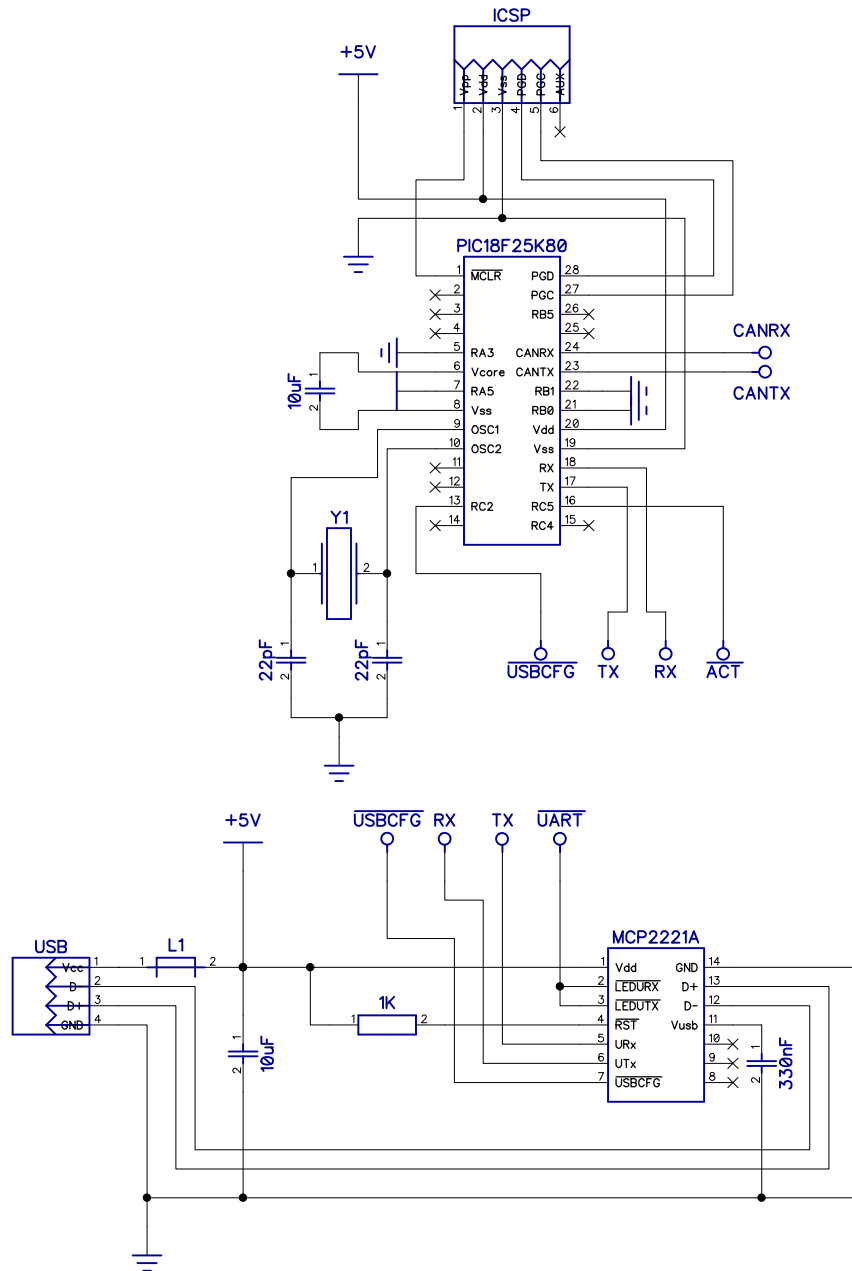 ICSP
+5V
Vpp
Vdd
Vss
PGD
PGC
AUX
1
2
3
4
5
6
PIC18F25K80
1 MCLR PGD 28
2 PGC 27
3 RB5 26
4 25
5 RA3 CANRX 24
6 Vcore CANTX 23
7 RA5 RB1 22
8 Vss RB0 21
9 OSC1 Vdd 20
10 OSC2 Vss 19
11 RX 18
12 TX 17
13 RC2 RC5 16
14 RC4 15
CANRX
CANTX
1
10uF
2
Y1
1 2
1
22pF
2
1
22pF
2
USBCFG TX RX ACT
+5V
USBCFG RX TX UART
USB
Vcc 1
D- 2
D+ 3
GND 4
L1
1 2
1
10uF
2
1K
1 2
MCP2221A
1 Vdd GND 14
2 LEDURX D+ 13
3 LEDUTX D- 12
4 RST Vusb 11
5 URx 10
6 UTx 9
7 USBCFG 8
1
330nF
2